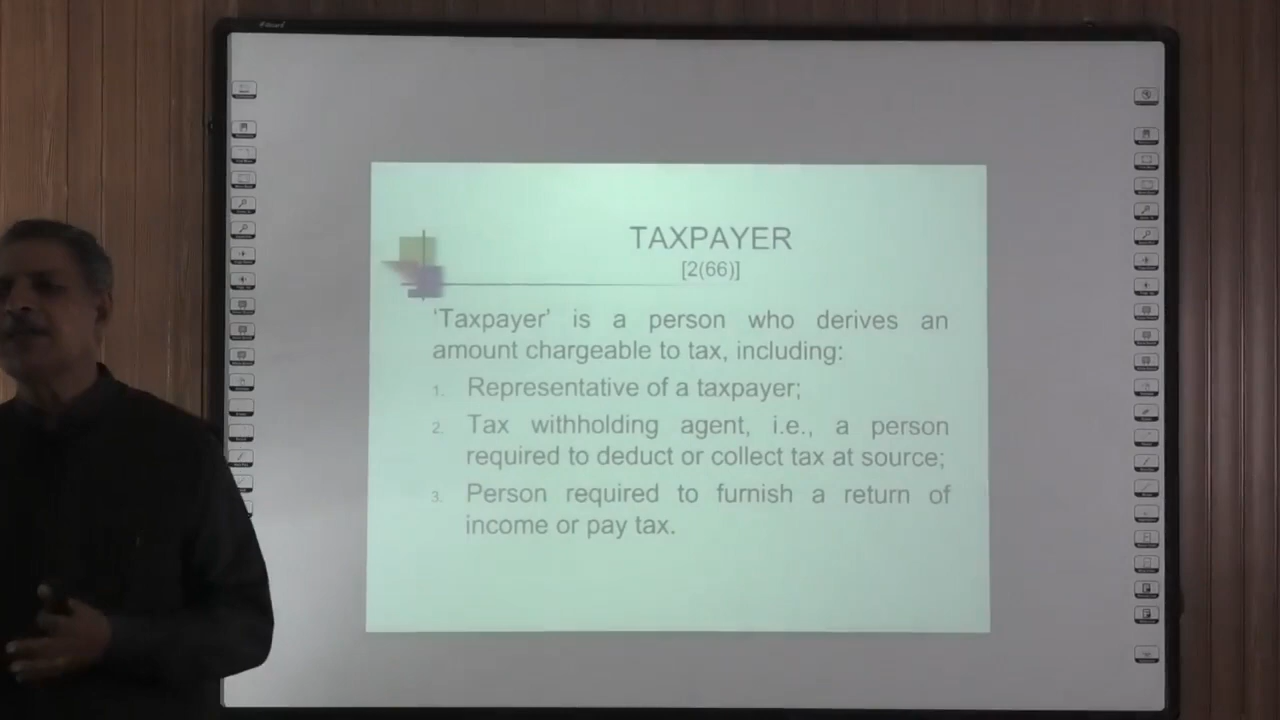 TAXPAYER
[2(66)]
'Taxpayer' is a person who derives an
amount chargeable to tax, including:
1. Representative of a taxpayer;
2. Tax withholding agent, i.e., a person
required to deduct or collect tax at source;
3. Person required to furnish a return of
income or pay tax.